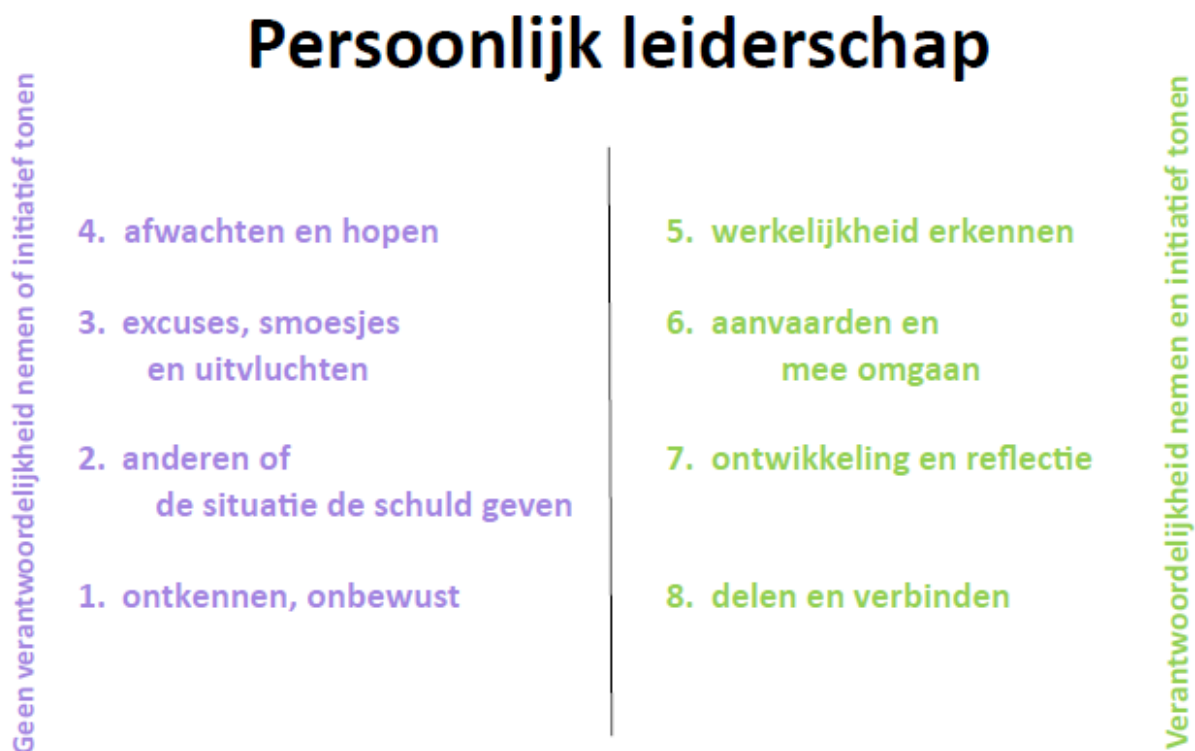 Persoonlijk leiderschap
Geen verantwoordelijkheid nemen of initiatief tonen
4. afwachten en hopen
3. excuses, smoesjes
en uitvluchten
2. anderen of
de situatie de schuld geven
1. ontkennen, onbewust
5. werkelijkheid erkennen
6. aanvaarden en
mee omgaan
7. ontwikkeling en reflectie
8. delen en verbinden
Verantwoordelijkheid nemen en initiatief tonen